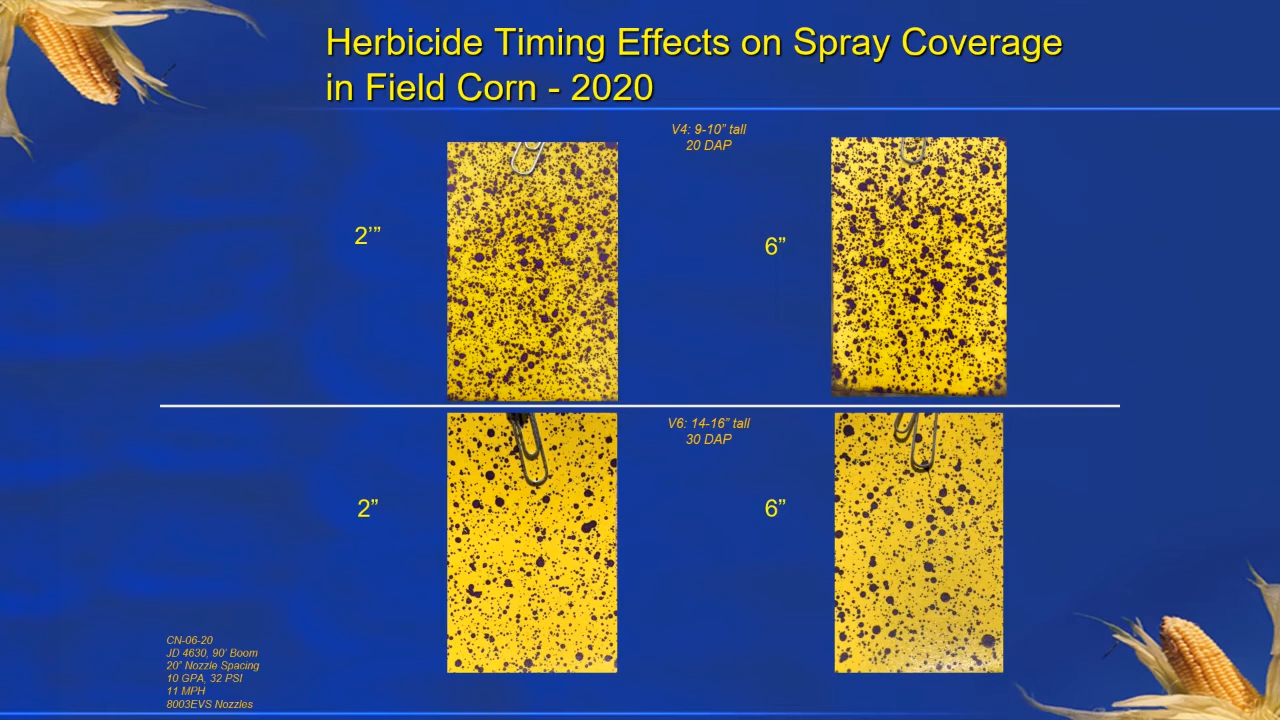 Herbicide Timing Effects on Spray Coverage
in Field Corn - 2020
V4: 9-10” tall
20 DAP
2’”
6”
V6: 14-16” tall
30 DAP
2”
6”
CN-06-20
JD 4630, 90’ Boom
20” Nozzle Spacing
10 GPA, 32 PSI
11 MPH
8003EVS Nozzles